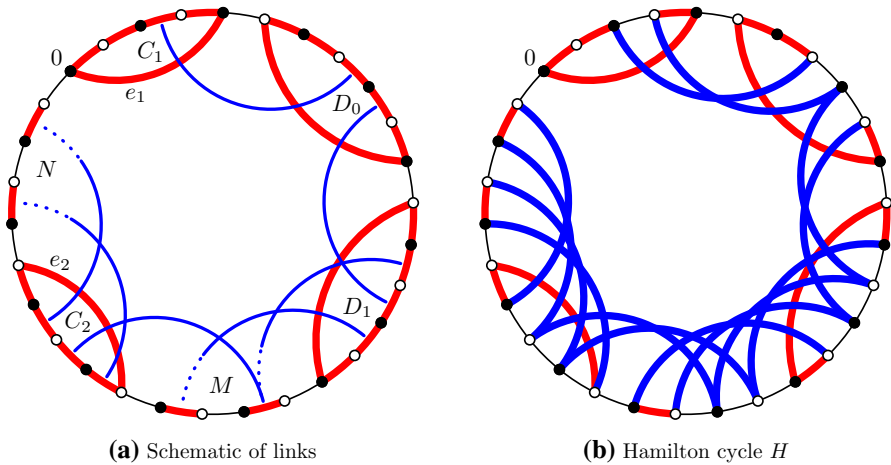 0
C₁
e₁
D₀
N
e₂
C₂
D₁
M
(a) Schematic of links
0
(b) Hamilton cycle H